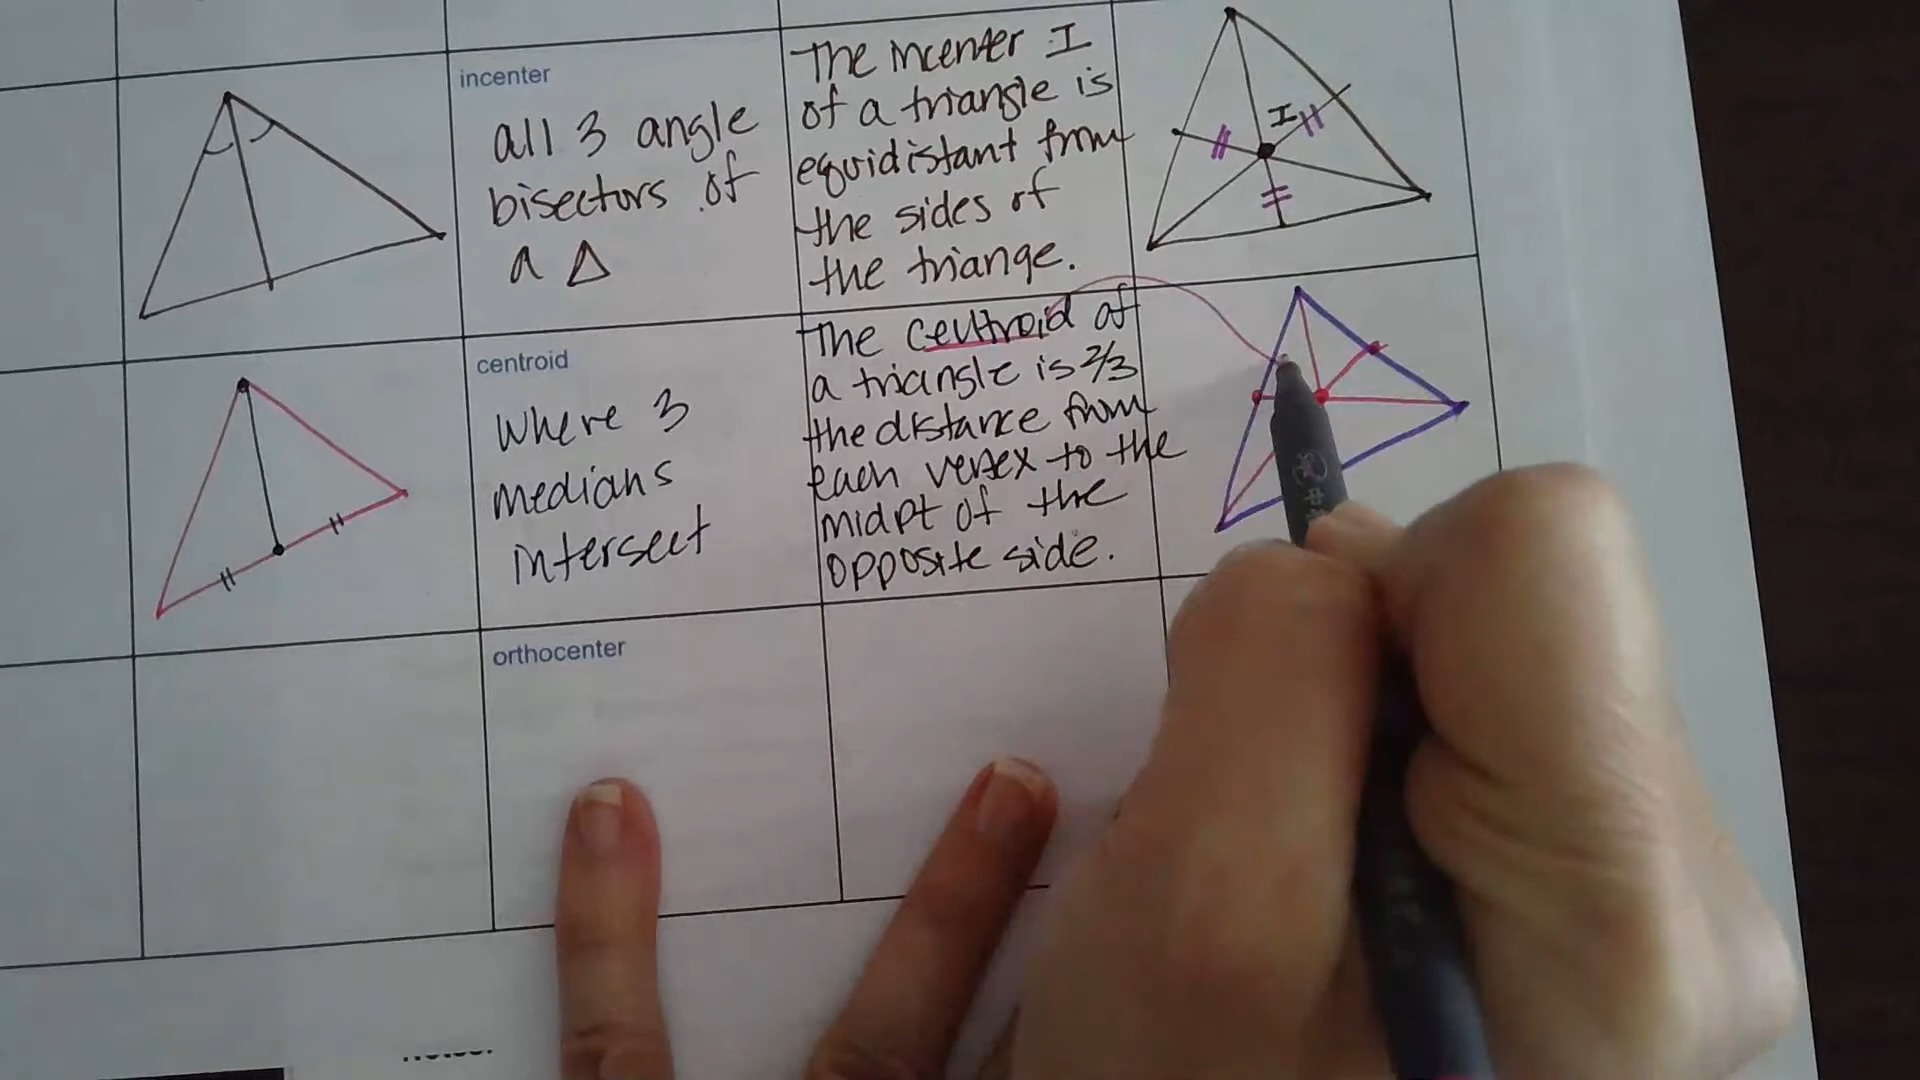 incenter
all 3 angle
bisectors of
a Δ
The incenter I
of a triangle is
equidistant from
the sides of
the triange.
I
centroid
where 3
medians
intersect
The centroid of
a triangle is 2/3
the distance from
each vertex to the
midpt of the
opposite side.
orthocenter